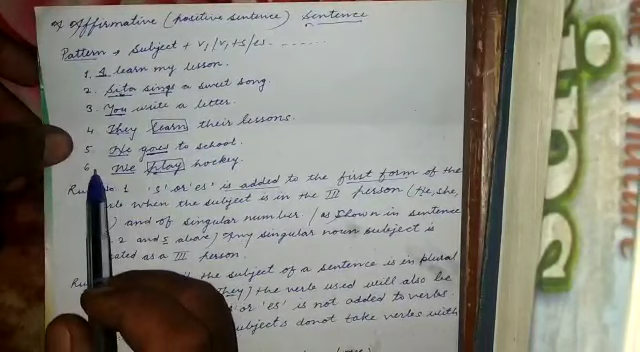 Affirmative (positive sentence) Sentence
Pattern → Subject + V1/V1+s/es ------
1. I learn my lesson.
2. Sita sings a sweet song.
3. You write a letter.
4. They learn their lessons.
5. He goes to school.
6. We play hockey.
1 's' or 'es' is added to the first form of the
when the subject is in the III person (He, she,
) and of singular number (as shown in sentence
2 and 5 above) Any singular noun subject is
as a III person.
the subject of a sentence is in plural
they) the verb used will also be
or 'es' is not added to verbs.
donot take verbs with